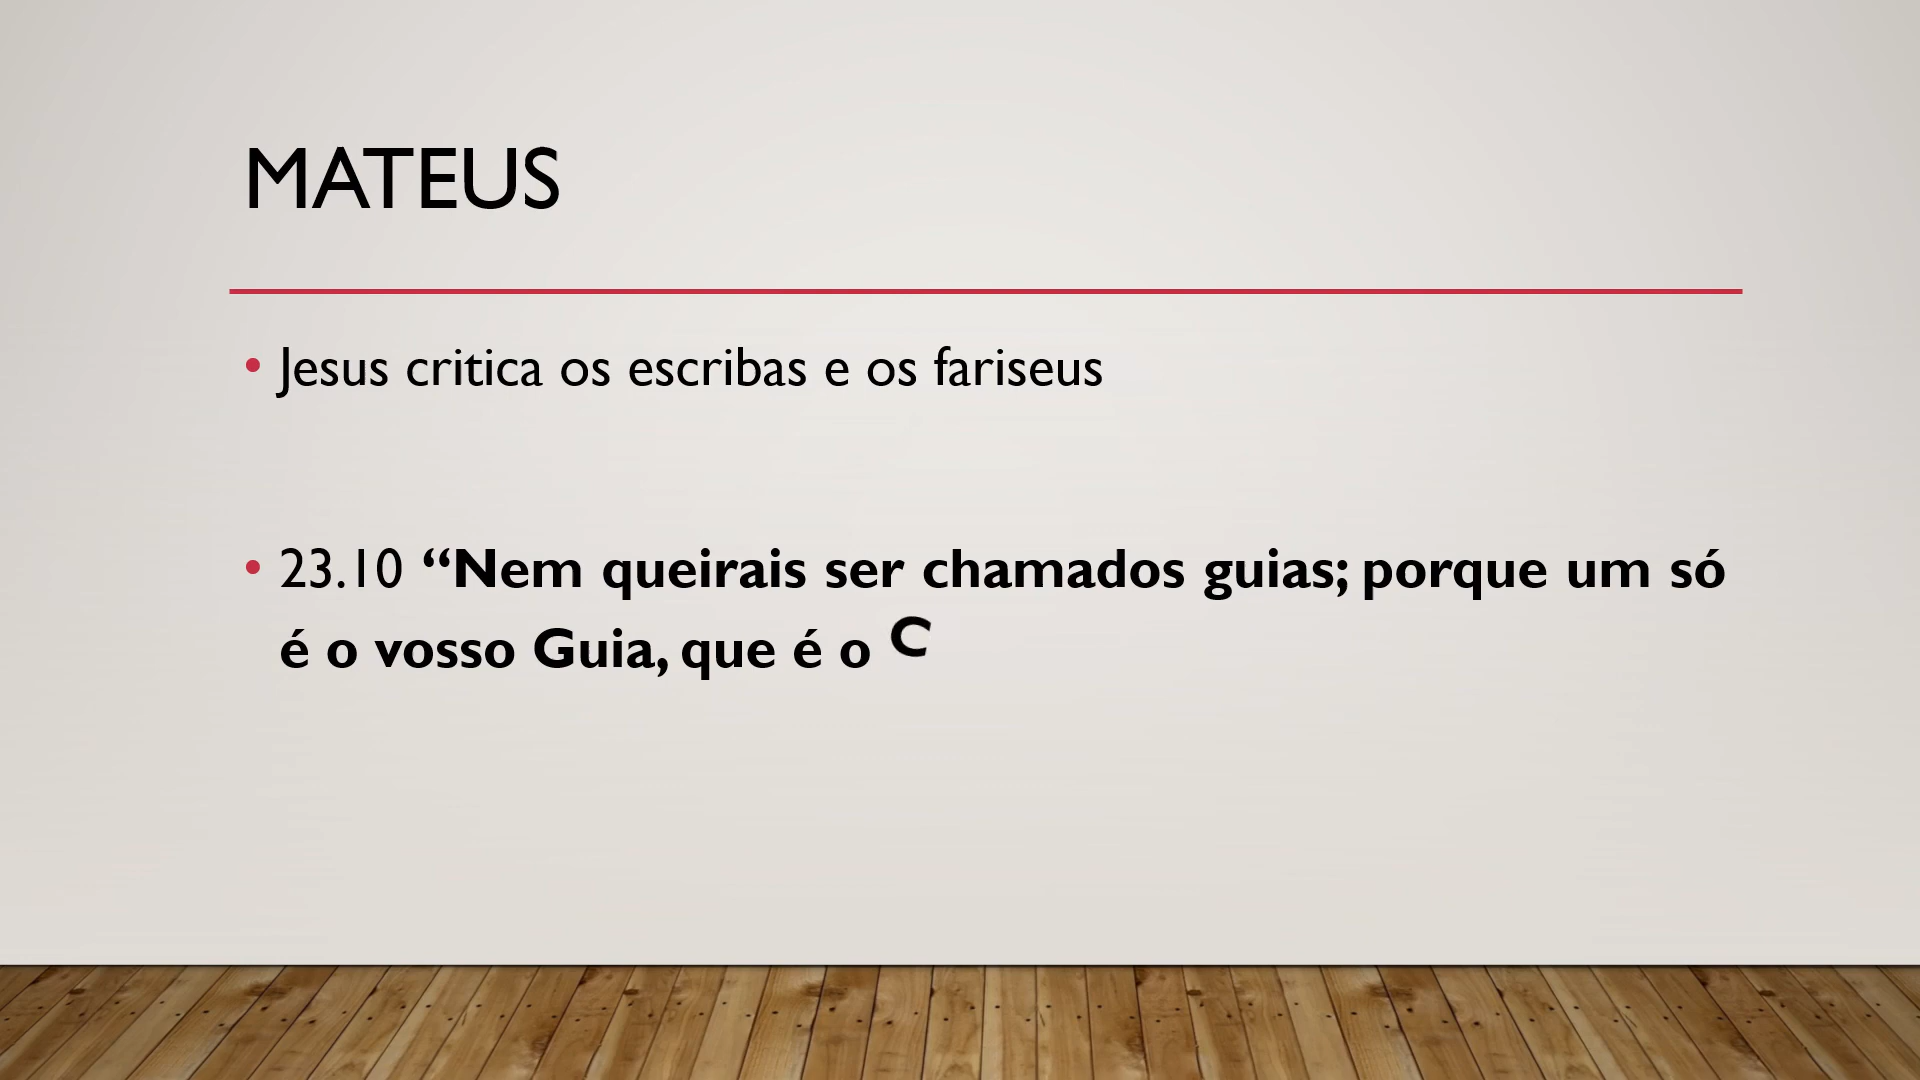 MATEUS
• Jesus critica os escribas e os fariseus
• 23.10 “Nem queirais ser chamados guias; porque um só
é o vosso Guia, que é o C